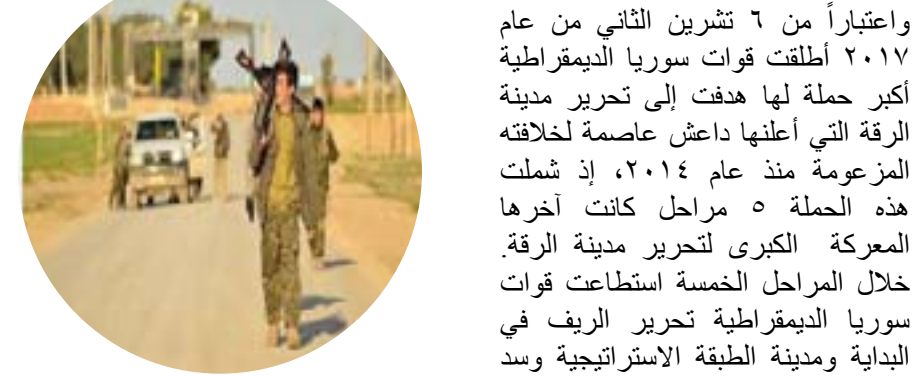 واعتباراً من ٦ تشرين الثاني من عام
٢٠١٧ أطلقت قوات سوريا الديمقراطية
أكبر حملة لها هدفت إلى تحرير مدينة
الرقة التي أعلنها داعش عاصمة لخلافته
المزعومة منذ عام ٢٠١٤، إذ شملت
هذه الحملة ٥ مراحل كانت آخرها
المعركة الكبرى لتحرير مدينة الرقة.
خلال المراحل الخمسة استطاعت قوات
سوريا الديمقراطية تحرير الريف في
البداية ومدينة الطبقة الاستراتيجية وسد